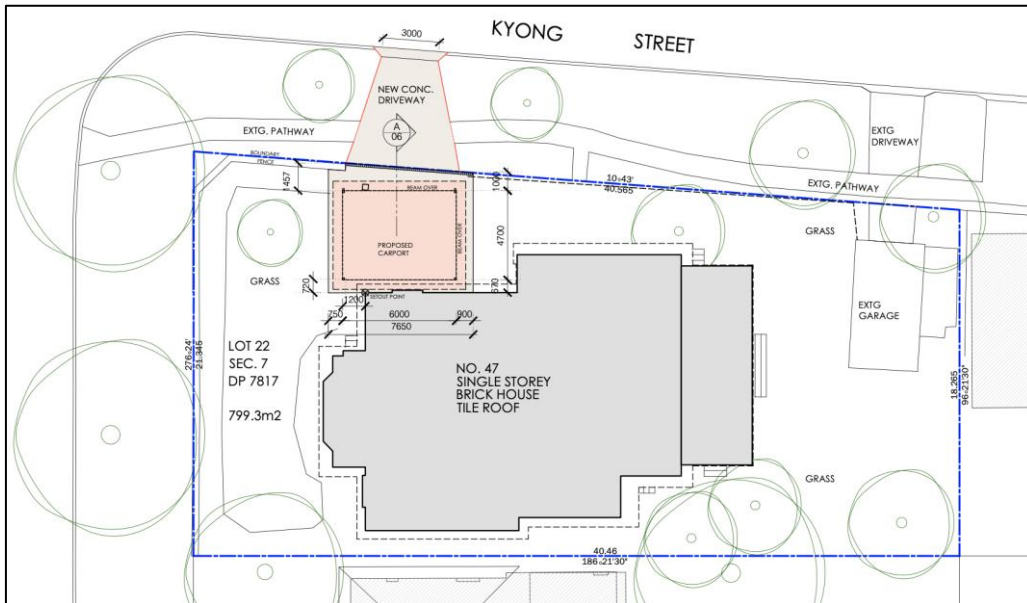 KYONG STREET
3000
NEW CONC.
DRIVEWAY
A
06
EXTG. PATHWAY
EXTG
DRIVEWAY
BOUNDARY
FENCE
1457
BEAM OVER
1000
10°43'
40.565
EXTG. PATHWAY
BEAM OVER
4700
PROPOSED
CARPORT
GRASS
GRASS
720
670
SETOUT POINT
1200
750
6000
900
7650
EXTG
GARAGE
276°24'
21.346
LOT 22
SEC. 7
DP 7817
799.3m2
NO. 47
SINGLE STOREY
BRICK HOUSE
TILE ROOF
18.265
96°21'30"
GRASS
40.46
186°21'30"